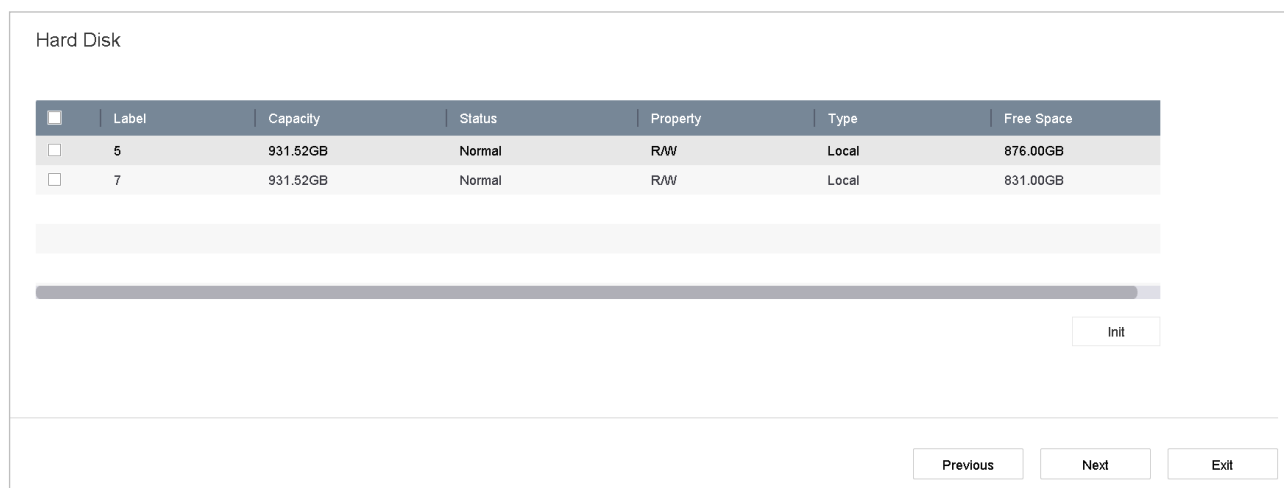 Hard Disk
Label Capacity Status Property Type Free Space
5 931.52GB Normal R/W Local 876.00GB
7 931.52GB Normal R/W Local 831.00GB
Init
Previous Next Exit